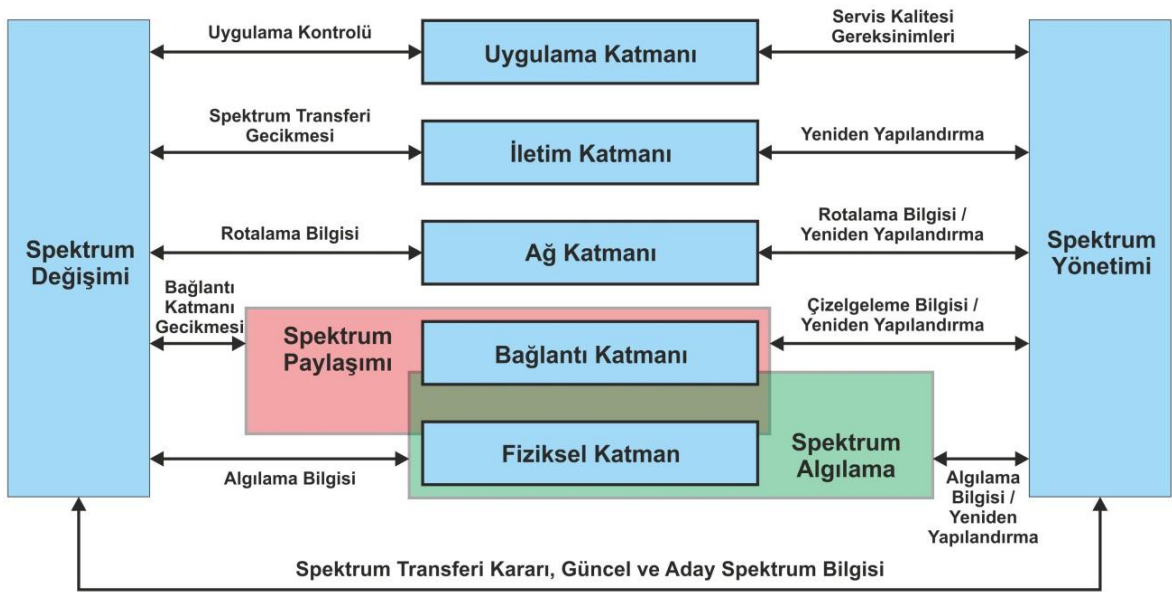 Uygulama Kontrolü
Uygulama Katmanı
Servis Kalitesi
Gereksinimleri
Spektrum Transferi
Gecikmesi
İletim Katmanı
Yeniden Yapılandırma
Spektrum
Değişimi
Rotalama Bilgisi
Ağ Katmanı
Rotalama Bilgisi /
Yeniden Yapılandırma
Spektrum
Yönetimi
Bağlantı
Katmanı
Gecikmesi
Spektrum
Paylaşımı
Bağlantı Katmanı
Çizelgeleme Bilgisi /
Yeniden Yapılandırma
Algılama Bilgisi
Fiziksel Katman
Spektrum
Algılama
Algılama
Bilgisi /
Yeniden
Yapılandırma
Spektrum Transferi Kararı, Güncel ve Aday Spektrum Bilgisi